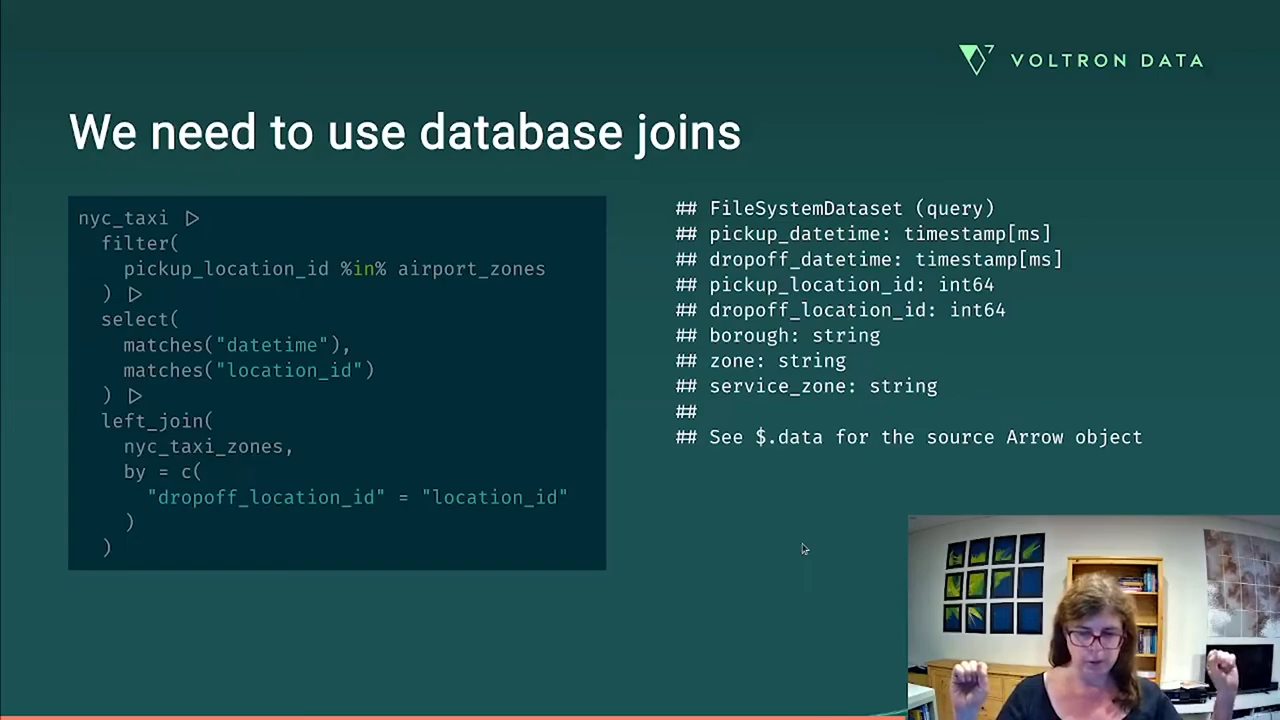 VOLTRON DATA
We need to use database joins
nyc_taxi |>
  filter(
    pickup_location_id %in% airport_zones
  ) |>
  select(
    matches("datetime"),
    matches("location_id")
  ) |>
  left_join(
    nyc_taxi_zones,
    by = c(
      "dropoff_location_id" = "location_id"
    )
  )
## FileSystemDataset (query)
## pickup_datetime: timestamp[ms]
## dropoff_datetime: timestamp[ms]
## pickup_location_id: int64
## dropoff_location_id: int64
## borough: string
## zone: string
## service_zone: string
##
## See $.data for the source Arrow object